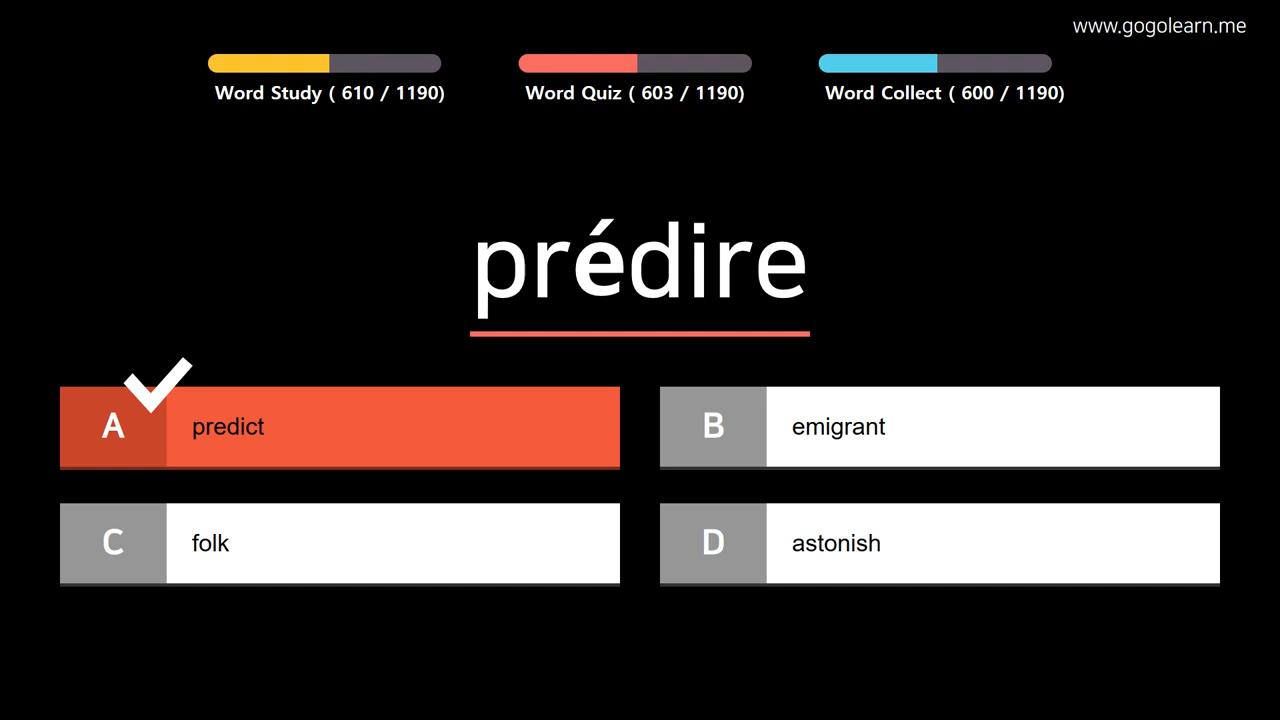 www.gogolearn.me
Word Study ( 610 / 1190)
Word Quiz ( 603 / 1190)
Word Collect ( 600 / 1190)
prédire
A predict
B emigrant
C folk
D astonish